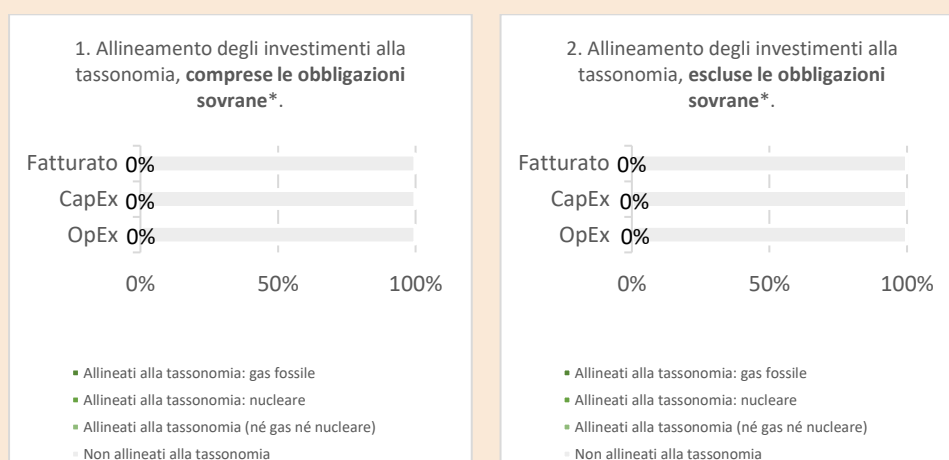 1. Allineamento degli investimenti alla
tassonomia, comprese le obbligazioni
sovrane*.
Fatturato 0%
CapEx 0%
OpEx 0%
0% 50% 100%
Allineati alla tassonomia: gas fossile
Allineati alla tassonomia: nucleare
Allineati alla tassonomia (né gas né nucleare)
Non allineati alla tassonomia
2. Allineamento degli investimenti alla
tassonomia, escluse le obbligazioni
sovrane*.
Fatturato 0%
CapEx 0%
OpEx 0%
0% 50% 100%
Allineati alla tassonomia: gas fossile
Allineati alla tassonomia: nucleare
Allineati alla tassonomia (né gas né nucleare)
Non allineati alla tassonomia